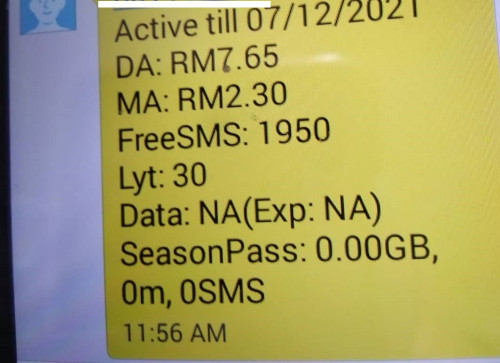 Active till 07/12/2021
DA: RM7.65
MA: RM2.30
FreeSMS: 1950
Lyt: 30
Data: NA(Exp: NA)
SeasonPass: 0.00GB,
0m, 0SMS
11:56 AM